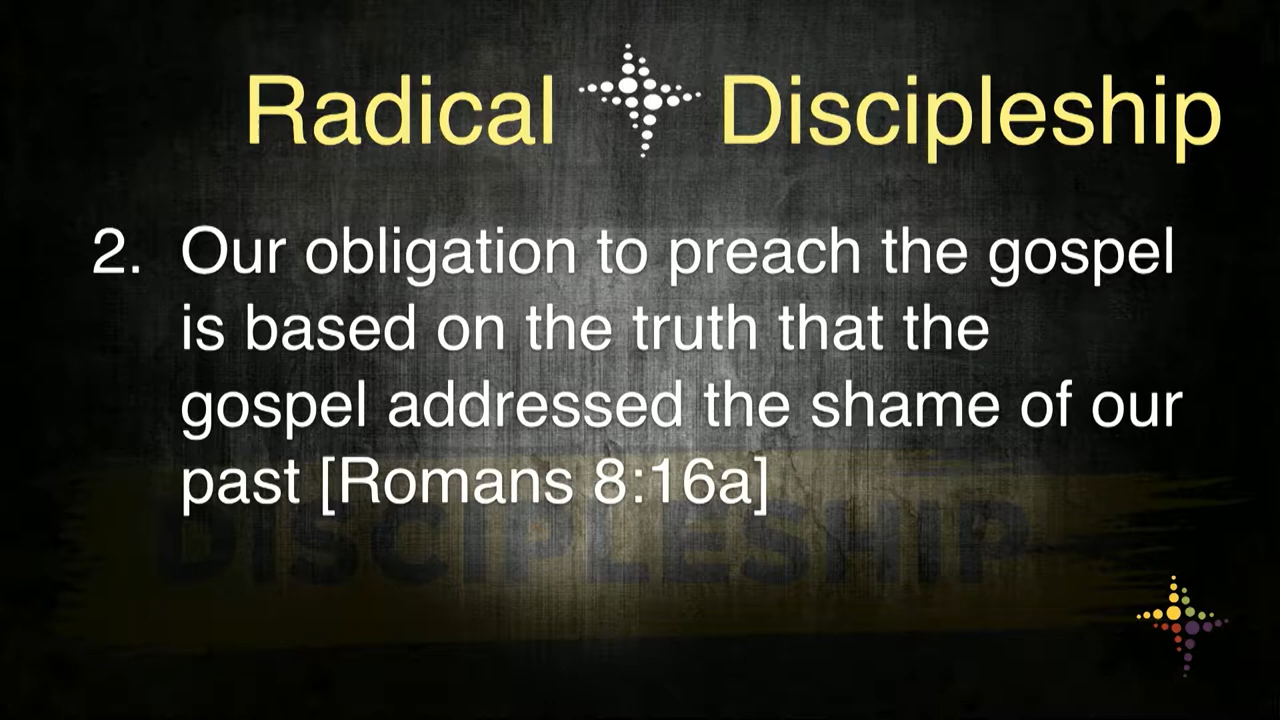 Radical Discipleship
2. Our obligation to preach the gospel
is based on the truth that the
gospel addressed the shame of our
past [Romans 8:16a]
DISCIPLESHIP